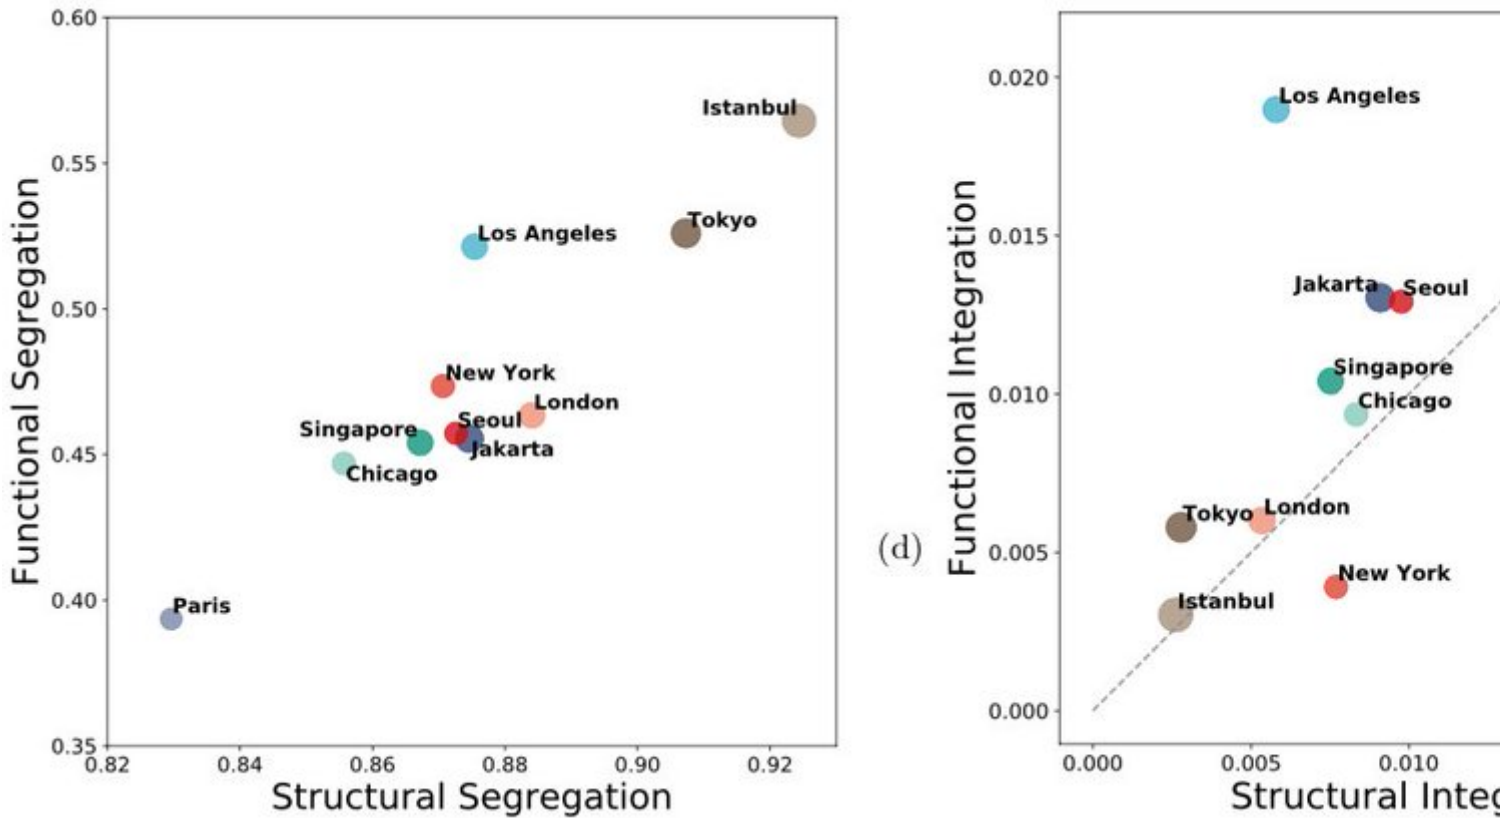 0.60
0.55
0.50
0.45
0.40
0.35
Functional Segregation
Istanbul
Tokyo
Los Angeles
New York
London
Seoul
Singapore
Jakarta
Chicago
Paris
0.82 0.84 0.86 0.88 0.90 0.92
Structural Segregation
(d)
0.020
0.015
0.010
0.005
0.000
Functional Integration
Los Angeles
Jakarta Seoul
Singapore
Chicago
Tokyo London
New York
Istanbul
0.000 0.005 0.010
Structural Integ